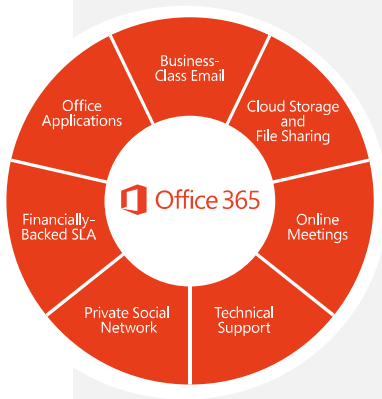 Business-
Class Email
Cloud Storage
and
File Sharing
Online
Meetings
Technical
Support
Private Social
Network
Financially-
Backed SLA
Office
Applications
Office 365